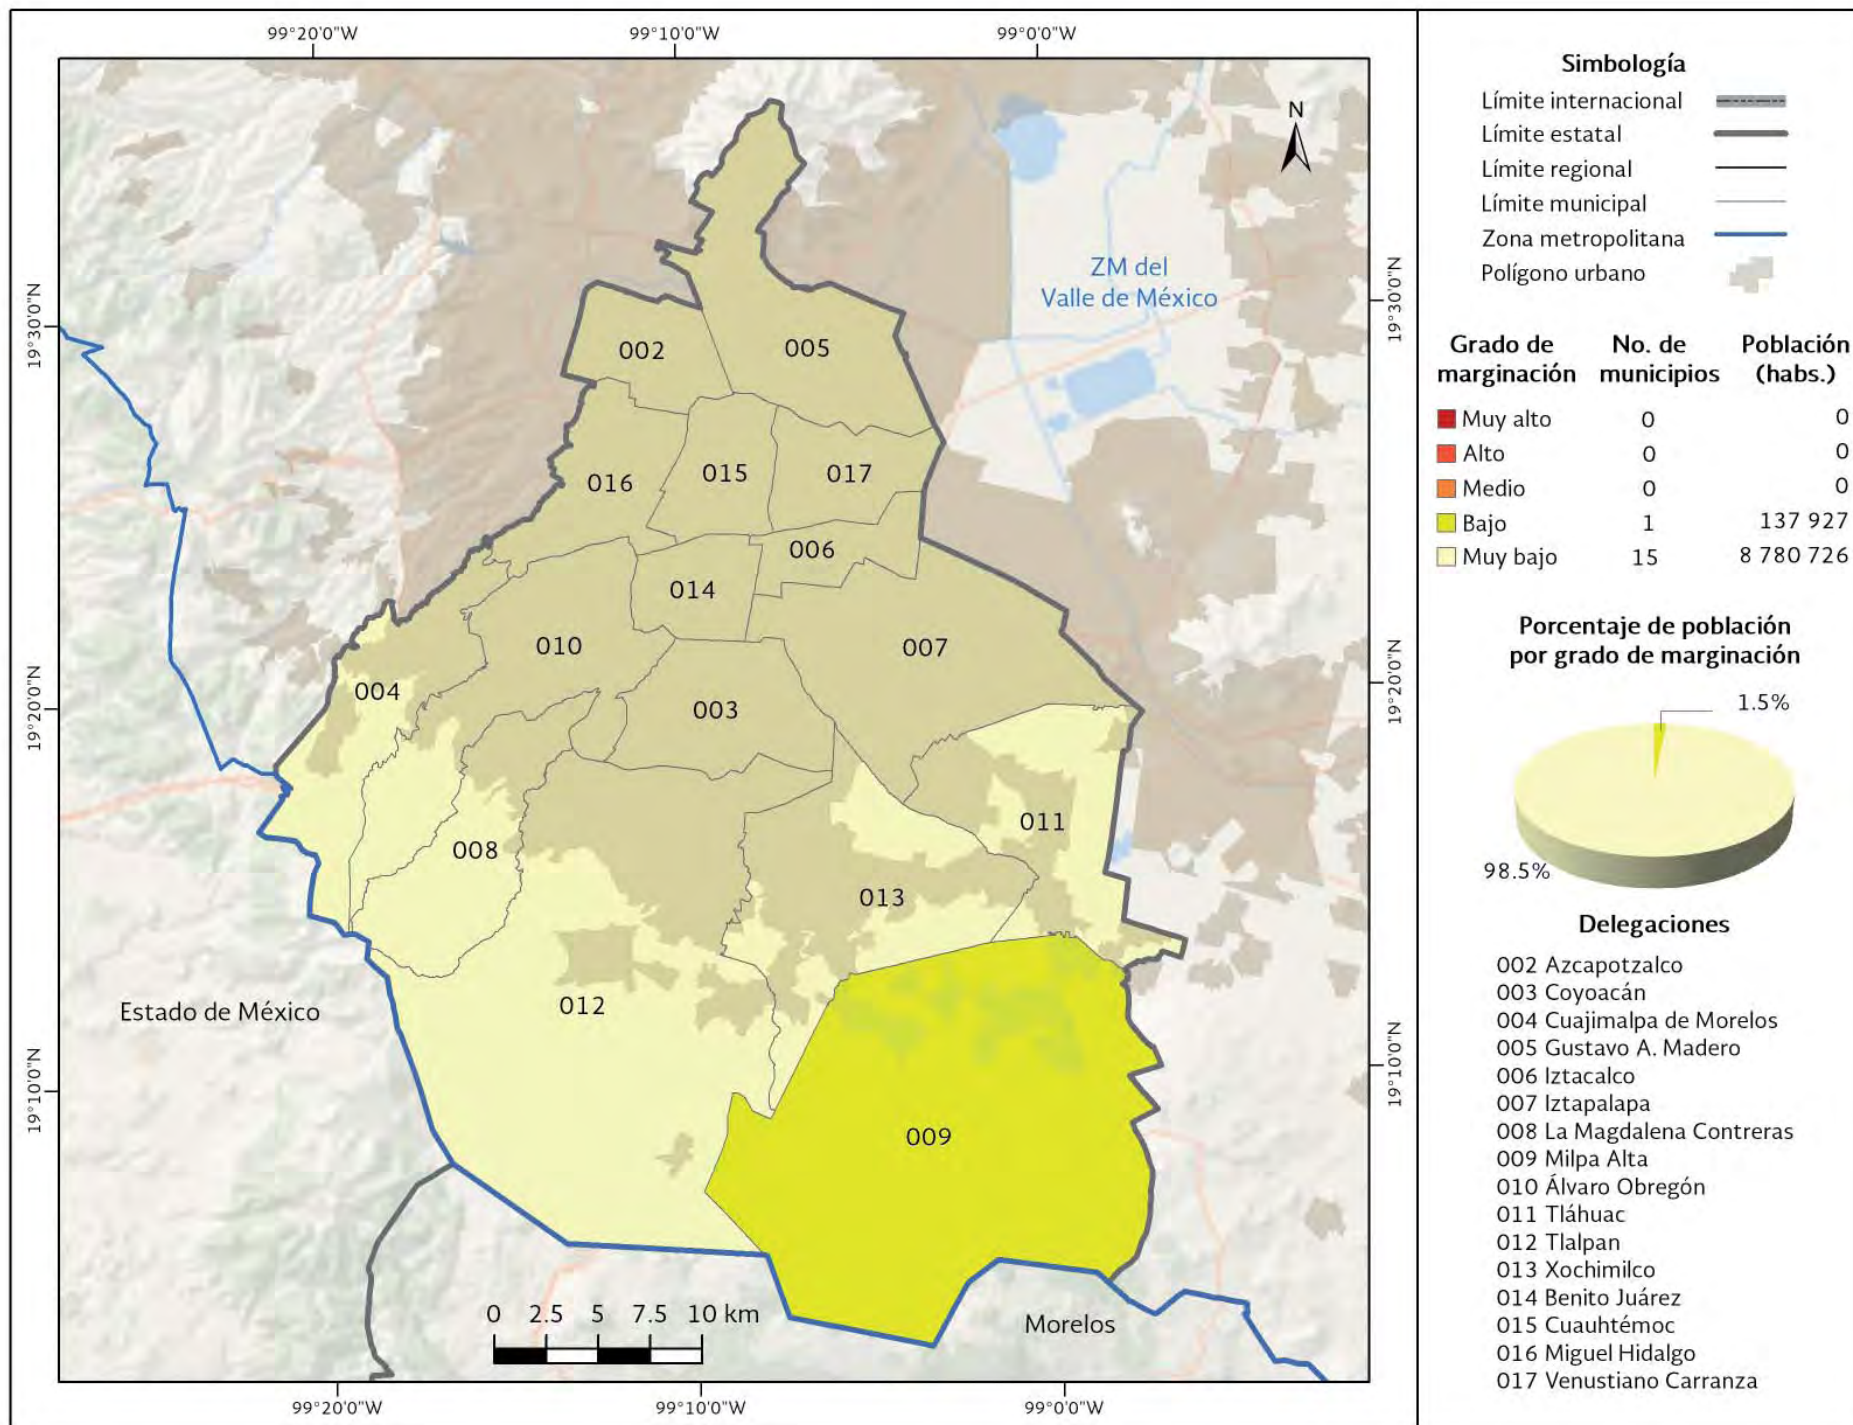 99°20'0"W
99°10'0"W
99°0'0"W
N
ZM del
Valle de México
19°30'0"N
19°30'0"N
002
005
016
015
017
006
014
010
007
004
003
19°20'0"N
19°20'0"N
008
011
013
012
Estado de México
19°10'0"N
19°10'0"N
009
0 2.5 5 7.5 10 km
Morelos
99°20'0"W
99°10'0"W
99°0'0"W
Simbología
Límite internacional
Límite estatal
Límite regional
Límite municipal
Zona metropolitana
Polígono urbano
Grado de marginación No. de municipios Población (habs.)
Muy alto 0 0
Alto 0 0
Medio 0 0
Bajo 1 137 927
Muy bajo 15 8 780 726
Porcentaje de población
por grado de marginación
1.5%
98.5%
Delegaciones
002 Azcapotzalco
003 Coyoacán
004 Cuajimalpa de Morelos
005 Gustavo A. Madero
006 Iztacalco
007 Iztapalapa
008 La Magdalena Contreras
009 Milpa Alta
010 Álvaro Obregón
011 Tláhuac
012 Tlalpan
013 Xochimilco
014 Benito Juárez
015 Cuauhtémoc
016 Miguel Hidalgo
017 Venustiano Carranza